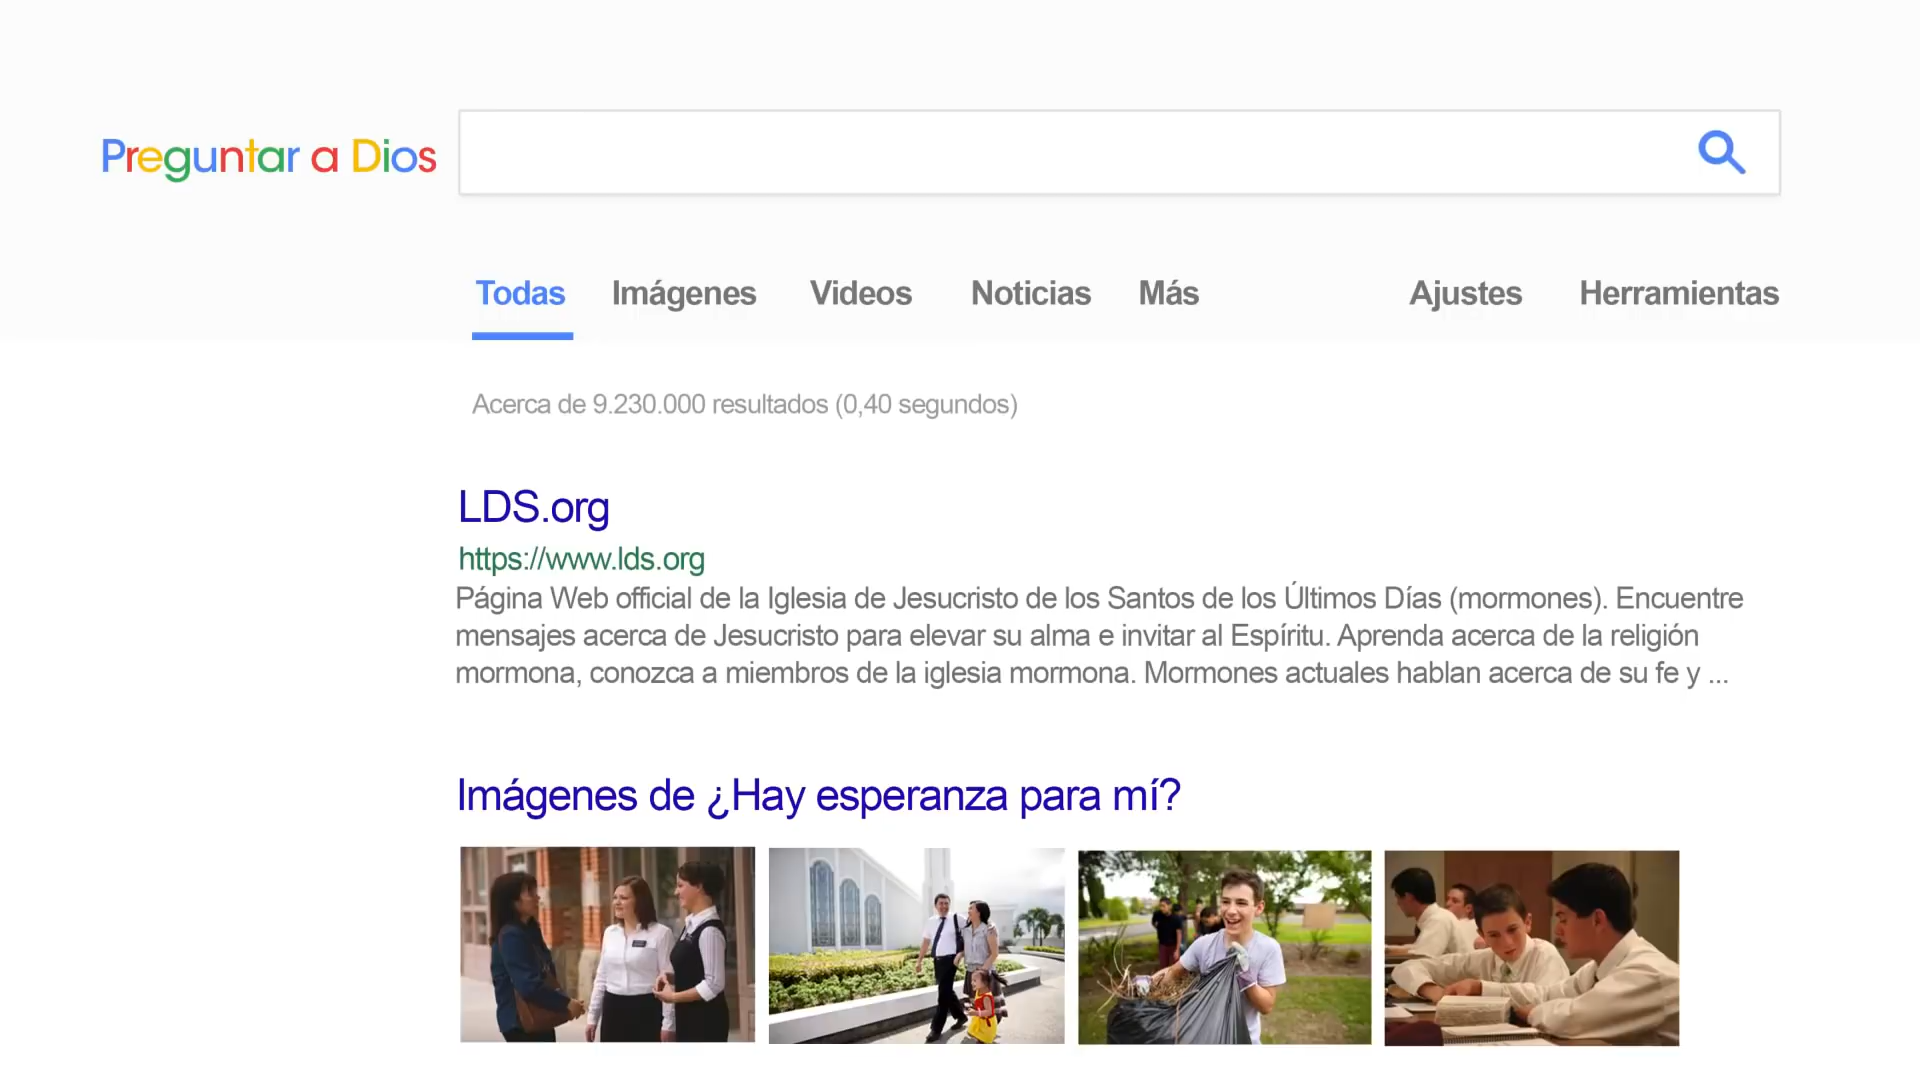 Preguntar a Dios
Todas Imágenes Videos Noticias Más Ajustes Herramientas
Acerca de 9.230.000 resultados (0,40 segundos)
LDS.org
https://www.lds.org
Página Web official de la Iglesia de Jesucristo de los Santos de los Últimos Días (mormones). Encuentre
mensajes acerca de Jesucristo para elevar su alma e invitar al Espíritu. Aprenda acerca de la religión
mormona, conozca a miembros de la iglesia mormona. Mormones actuales hablan acerca de su fe y ...
Imágenes de ¿Hay esperanza para mí?